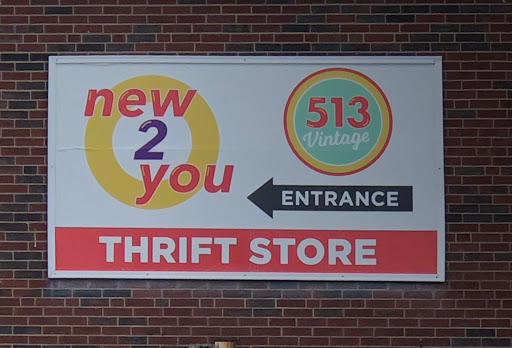 new
2
you
513
Vintage
ENTRANCE
THRIFT STORE